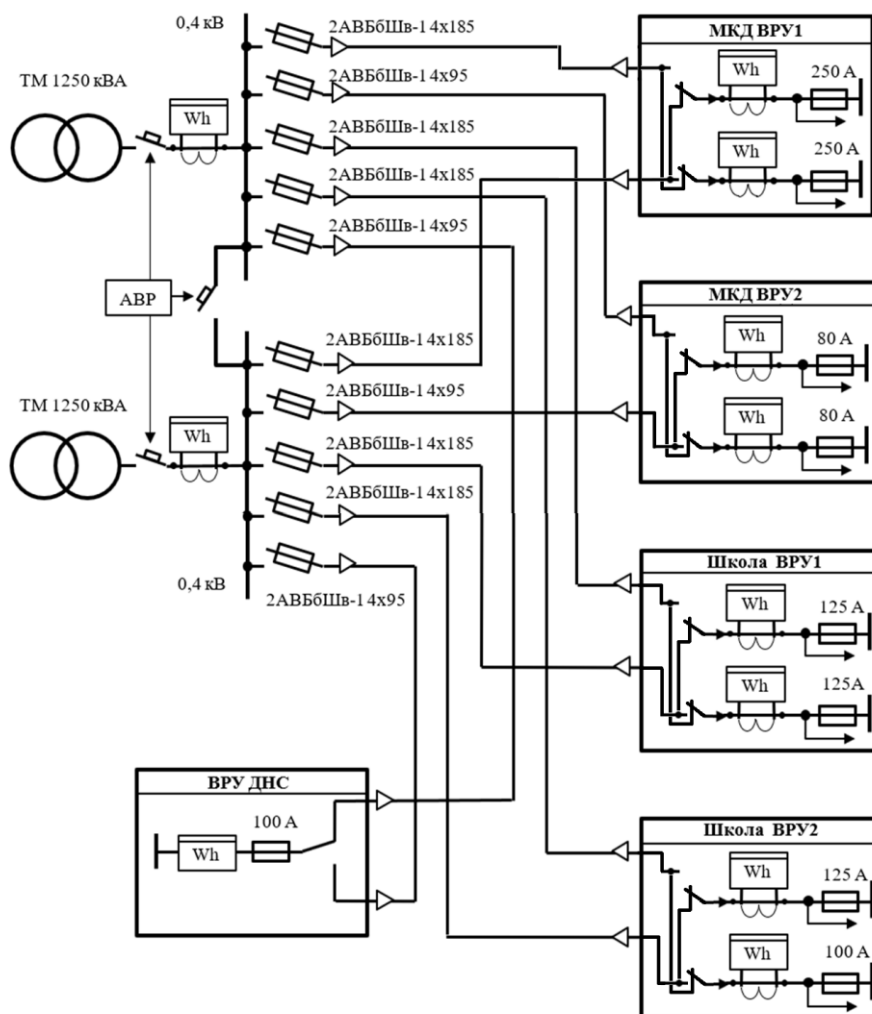 0,4 кВ
2АВБбШв-1 4х185
ТМ 1250 кВА
Wh
2АВБбШв-1 4х95
2АВБбШв-1 4х185
2АВБбШв-1 4х185
2АВБбШв-1 4х95
АВР
2АВБбШв-1 4х185
2АВБбШв-1 4х95
ТМ 1250 кВА
Wh
2АВБбШв-1 4х185
2АВБбШв-1 4х185
0,4 кВ
2АВБбШв-1 4х95
МКД ВРУ1
Wh
250 А
Wh
250 А
МКД ВРУ2
Wh
80 А
Wh
80 А
Школа ВРУ1
Wh
125 А
Wh
125А
ВРУ ДНС
100 А
Wh
Школа ВРУ2
Wh
125 А
Wh
100 А